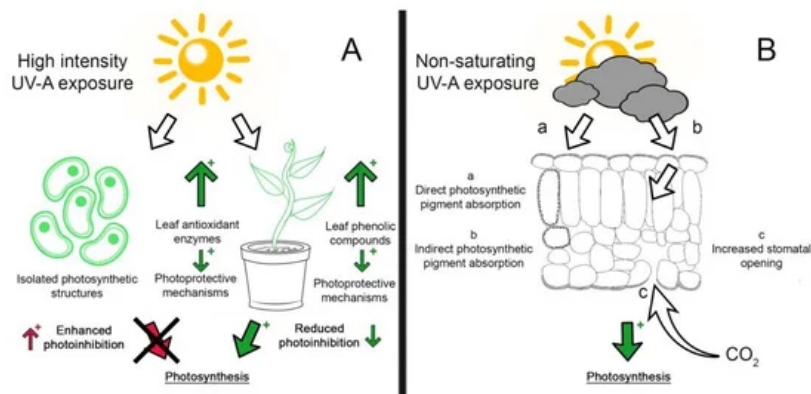 High intensity
UV-A exposure
A
Leaf antioxidant
enzymes
Photoprotective
mechanisms
Leaf phenolic
compounds
Photoprotective
mechanisms
Isolated photosynthetic
structures
Enhanced
photoinhibition
Reduced
photoinhibition
Photosynthesis
Non-saturating
UV-A exposure
B
a
b
a
Direct photosynthetic
pigment absorption
b
Indirect photosynthetic
pigment absorption
c
Increased stomatal
opening
c
CO₂
Photosynthesis